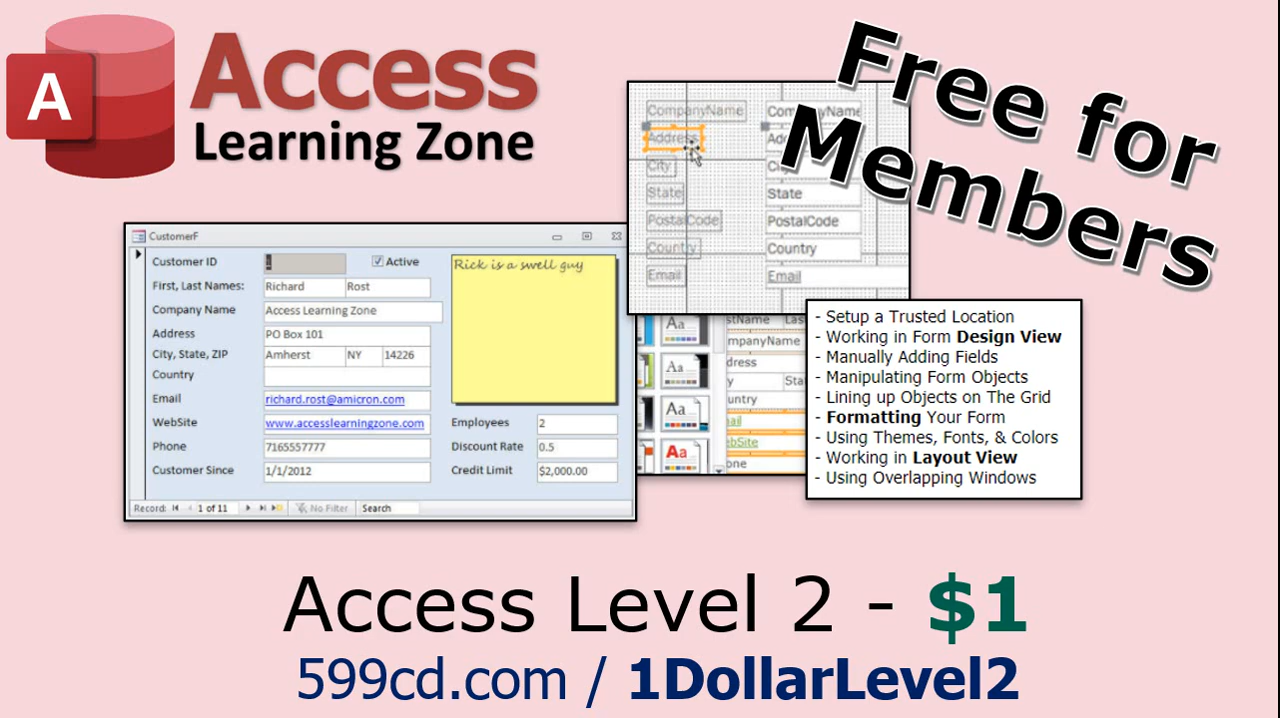 A
Access
Learning Zone
Free for
Members
CompanyName CompanyName
Address
City
State State
PostalCode PostalCode
Country Country
Email Email
CustomerF
Customer ID Active
First, Last Names: Richard Rost
Company Name Access Learning Zone
Address PO Box 101
City, State, ZIP Amherst NY 14226
Country
Email richard.rost@amicron.com
WebSite www.accesslearningzone.com
Phone 7165557777
Customer Since 1/1/2012
Rick is a swell guy
Employees 2
Discount Rate 0.5
Credit Limit $2,000.00
Record: 1 of 11 No Filter Search
Aa
Aa
Aa
Aa
- Setup a Trusted Location
- Working in Form Design View
- Manually Adding Fields
- Manipulating Form Objects
- Lining up Objects on The Grid
- Formatting Your Form
- Using Themes, Fonts, & Colors
- Working in Layout View
- Using Overlapping Windows
Access Level 2 - $1
599cd.com / 1DollarLevel2